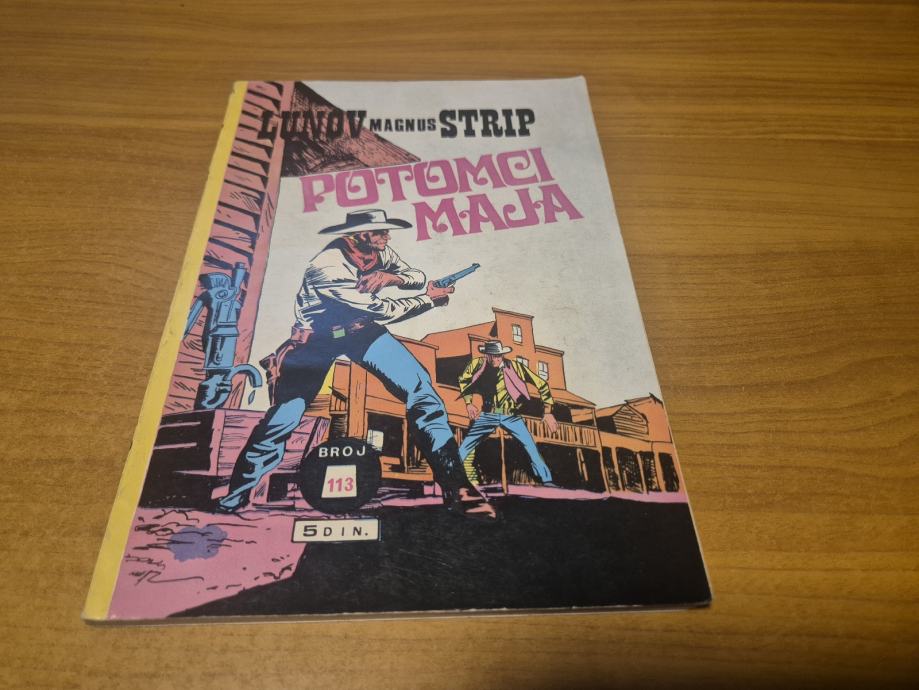 LUNOV MAGNUS STRIP
POTOMCI
MAJA
BROJ
113
5 DIN.